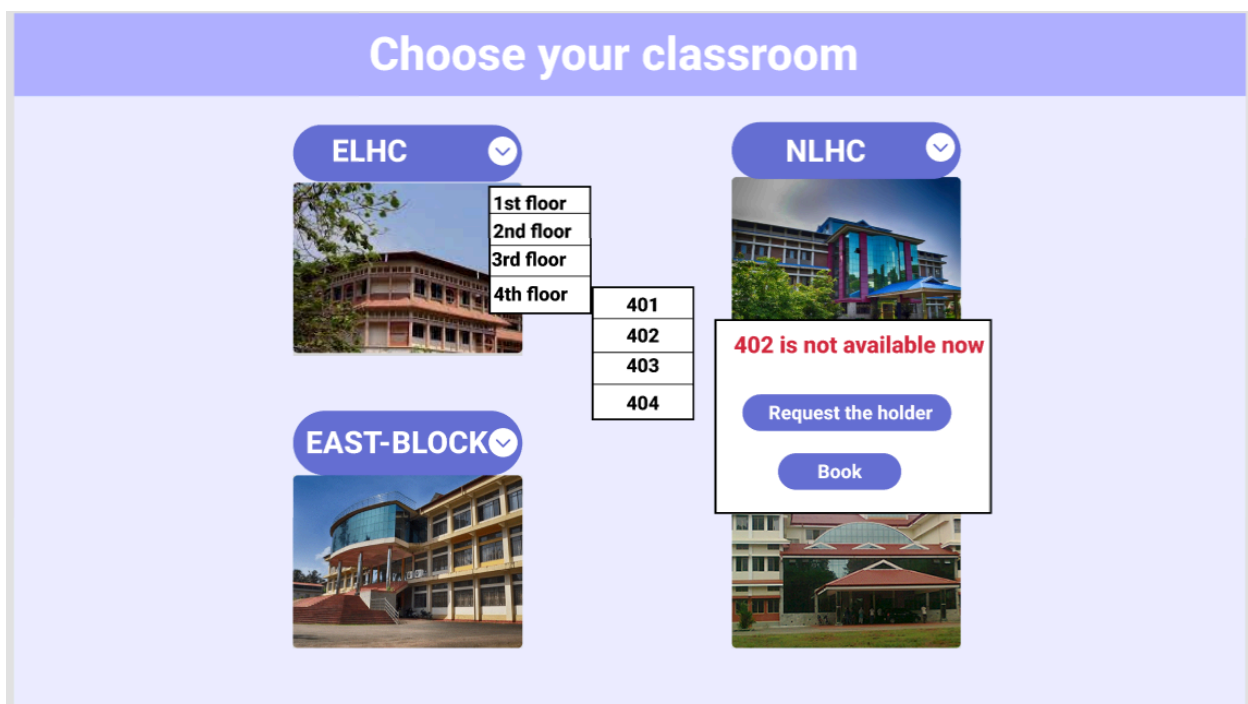 Choose your classroom
ELHC
NLHC
1st floor
2nd floor
3rd floor
4th floor
401
402
403
404
402 is not available now
Request the holder
Book
EAST-BLOCK